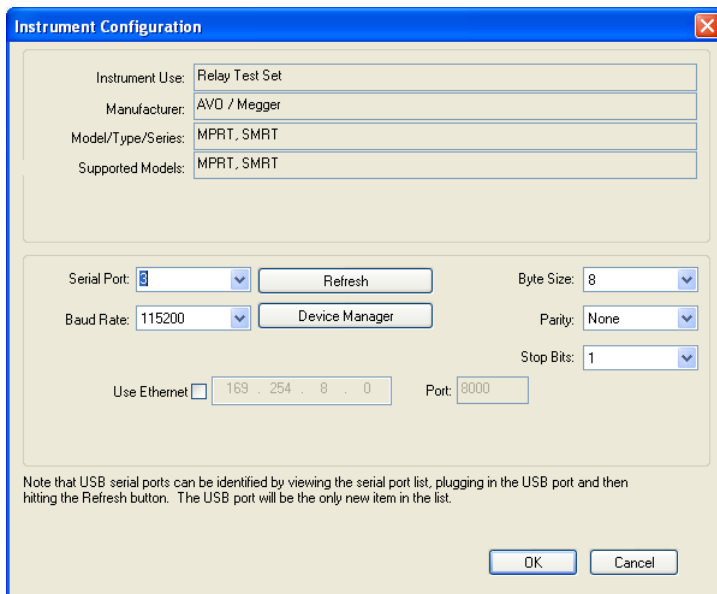 Instrument Configuration
Instrument Use: Relay Test Set
Manufacturer: AVO / Megger
Model/Type/Series: MPRT, SMRT
Supported Models: MPRT, SMRT
Serial Port: 3 Refresh Byte Size: 8
Baud Rate: 115200 Device Manager Parity: None
Stop Bits: 1
Use Ethernet 169 . 254 . 8 . 0 Port: 8000
Note that USB serial ports can be identified by viewing the serial port list, plugging in the USB port and then
hitting the Refresh button. The USB port will be the only new item in the list.
OK Cancel